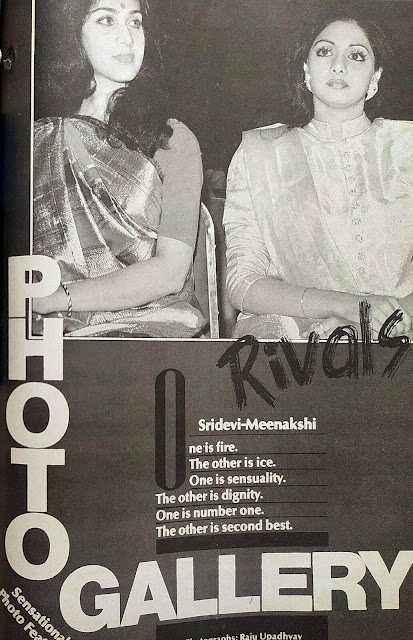 Rivals
Sridevi-Meenakshi
One is fire.
The other is ice.
One is sensuality.
The other is dignity.
One is number one.
The other is second best.
PHOTO
GALLERY
Sensational
Photo
Photographs: Raju Upadhyay